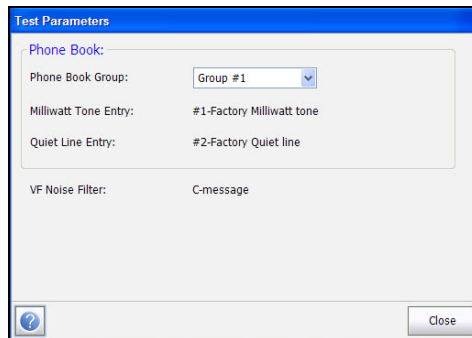 Test Parameters
Phone Book:
Phone Book Group: Group #1
Milliwatt Tone Entry: #1-Factory Milliwatt tone
Quiet Line Entry: #2-Factory Quiet line
VF Noise Filter: C-message
?
Close